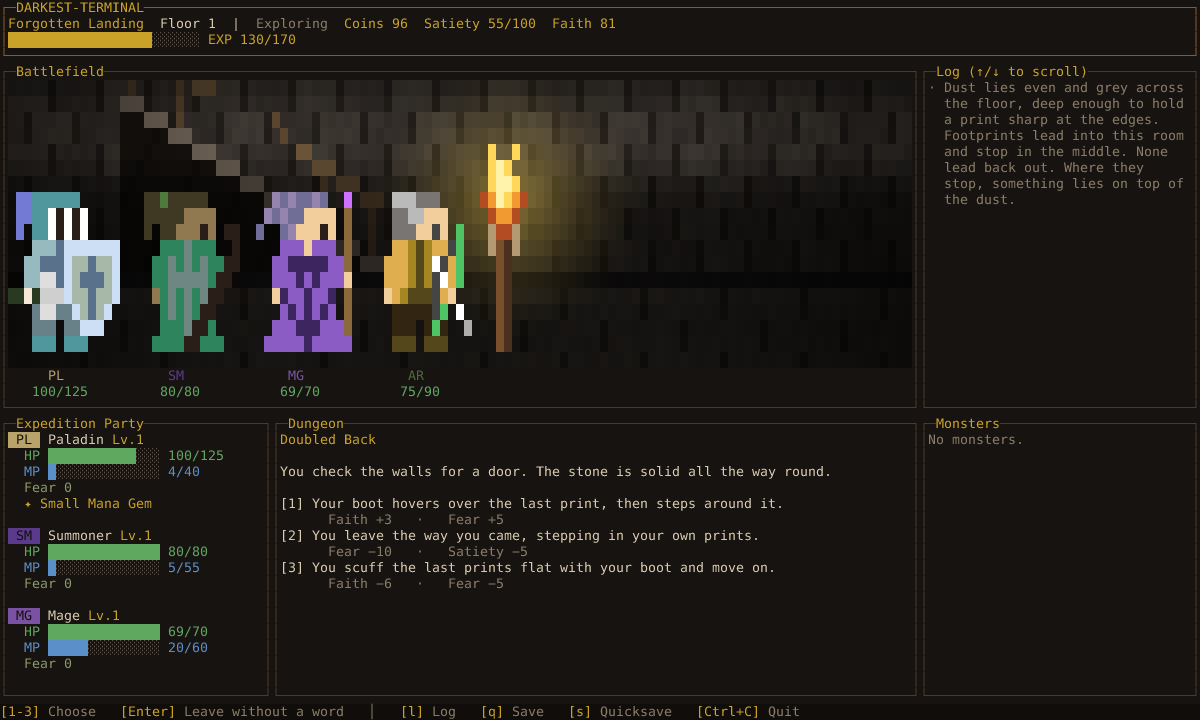 DARKEST-TERMINAL
Forgotten Landing  Floor 1  |  Exploring  Coins 96  Satiety 55/100  Faith 81
EXP 130/170
Battlefield
PL SM MG AR
100/125 80/80 69/70 75/90
Log (↑/↓ to scroll)
· Dust lies even and grey across
the floor, deep enough to hold
a print sharp at the edges.
Footprints lead into this room
and stop in the middle. None
lead back out. Where they
stop, something lies on top of
the dust.
Expedition Party
PL Paladin Lv.1
HP 100/125
MP 4/40
Fear 0
✦ Small Mana Gem
SM Summoner Lv.1
HP 80/80
MP 5/55
Fear 0
MG Mage Lv.1
HP 69/70
MP 20/60
Fear 0
Dungeon
Doubled Back
You check the walls for a door. The stone is solid all the way round.
[1] Your boot hovers over the last print, then steps around it.
Faith +3 · Fear +5
[2] You leave the way you came, stepping in your own prints.
Fear −10 · Satiety −5
[3] You scuff the last prints flat with your boot and move on.
Faith −6 · Fear −5
Monsters
No monsters.
[1-3] Choose [Enter] Leave without a word │ [l] Log [q] Save [s] Quicksave [Ctrl+C] Quit